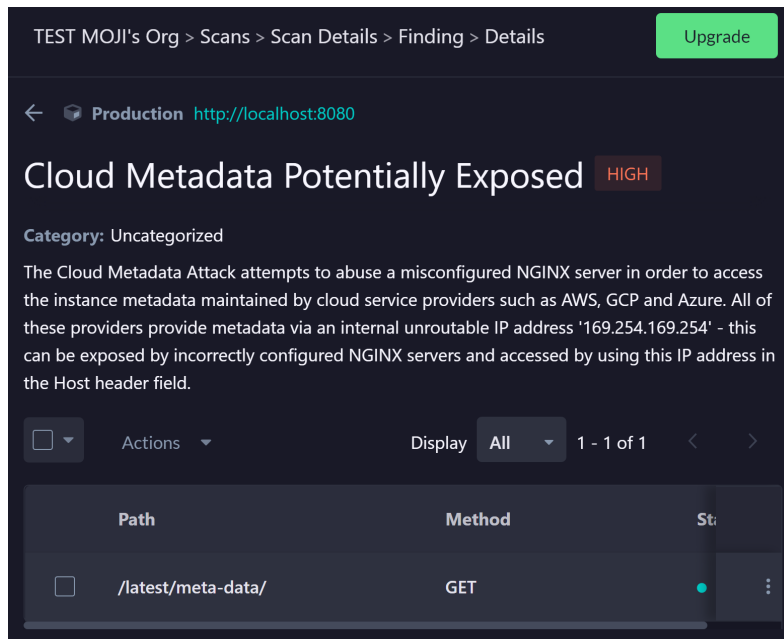 TEST MOJI's Org > Scans > Scan Details > Finding > Details
Upgrade
Production http://localhost:8080
Cloud Metadata Potentially Exposed HIGH
Category: Uncategorized
The Cloud Metadata Attack attempts to abuse a misconfigured NGINX server in order to access
the instance metadata maintained by cloud service providers such as AWS, GCP and Azure. All of
these providers provide metadata via an internal unroutable IP address '169.254.169.254' - this
can be exposed by incorrectly configured NGINX servers and accessed by using this IP address in
the Host header field.
Actions Display All 1 - 1 of 1
Path Method
/latest/meta-data/ GET